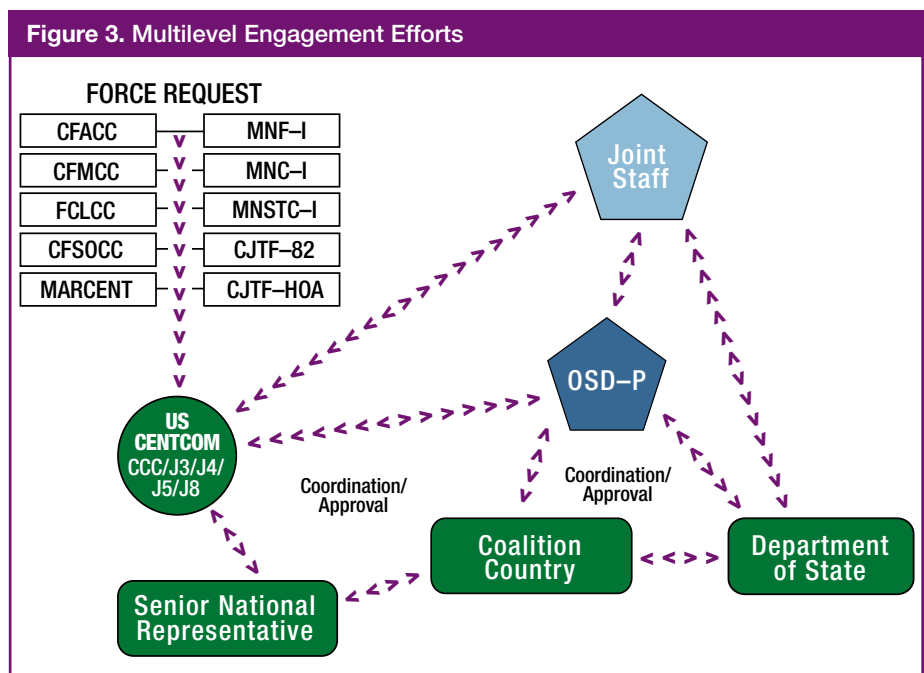 Figure 3. Multilevel Engagement Efforts
FORCE REQUEST
CFACC
MNF–I
CFMCC
MNC–I
FCLCC
MNSTC–I
CFSOCC
CJTF–82
MARCENT
CJTF–HOA
Joint
Staff
OSD–P
US
CENTCOM
CCC/J3/J4/
J5/J8
Coordination/
Approval
Coordination/
Approval
Coalition
Country
Department
of State
Senior National
Representative